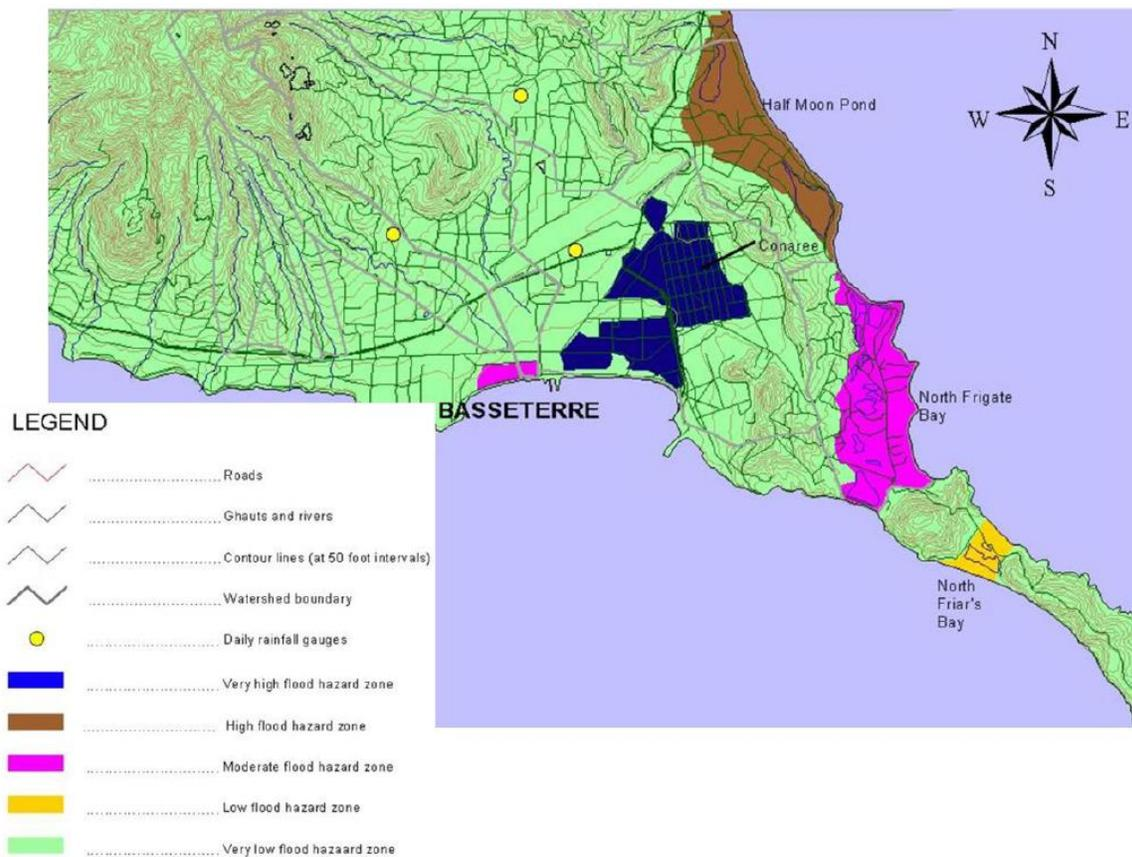 N
Half Moon Pond
W
E
S
Conaree
North Frigate
Bay
BASSETERRE
North
Friar's
Bay
LEGEND
.......................... Roads
.......................... Ghauts and rivers
.......................... Contour lines (at 50 foot intervals)
.......................... Watershed boundary
.......................... Daily rainfall gauges
.......................... Very high flood hazard zone
.......................... High flood hazard zone
.......................... Moderate flood hazard zone
.......................... Low flood hazard zone
.......................... Very low flood hazaard zone